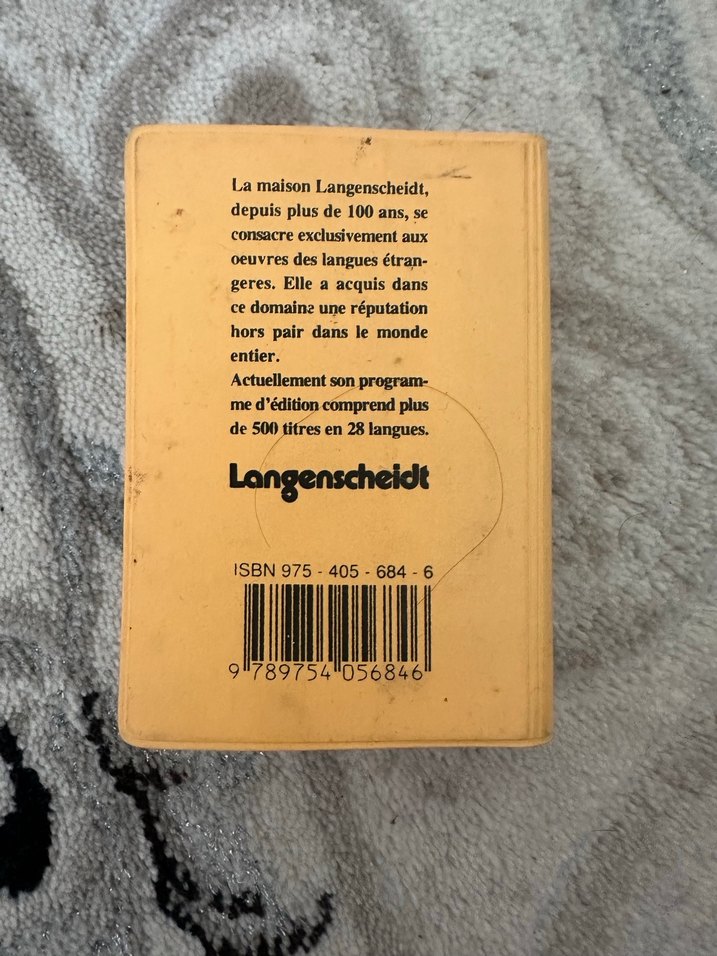 La maison Langenscheidt,
depuis plus de 100 ans, se
consacre exclusivement aux
oeuvres des langues étran-
geres. Elle a acquis dans
ce domaine une réputation
hors pair dans le monde
entier.
Actuellement son program-
me d'édition comprend plus
de 500 titres en 28 langues.
Langenscheidt
ISBN 975 - 405 - 684 - 6
9 789754 056846